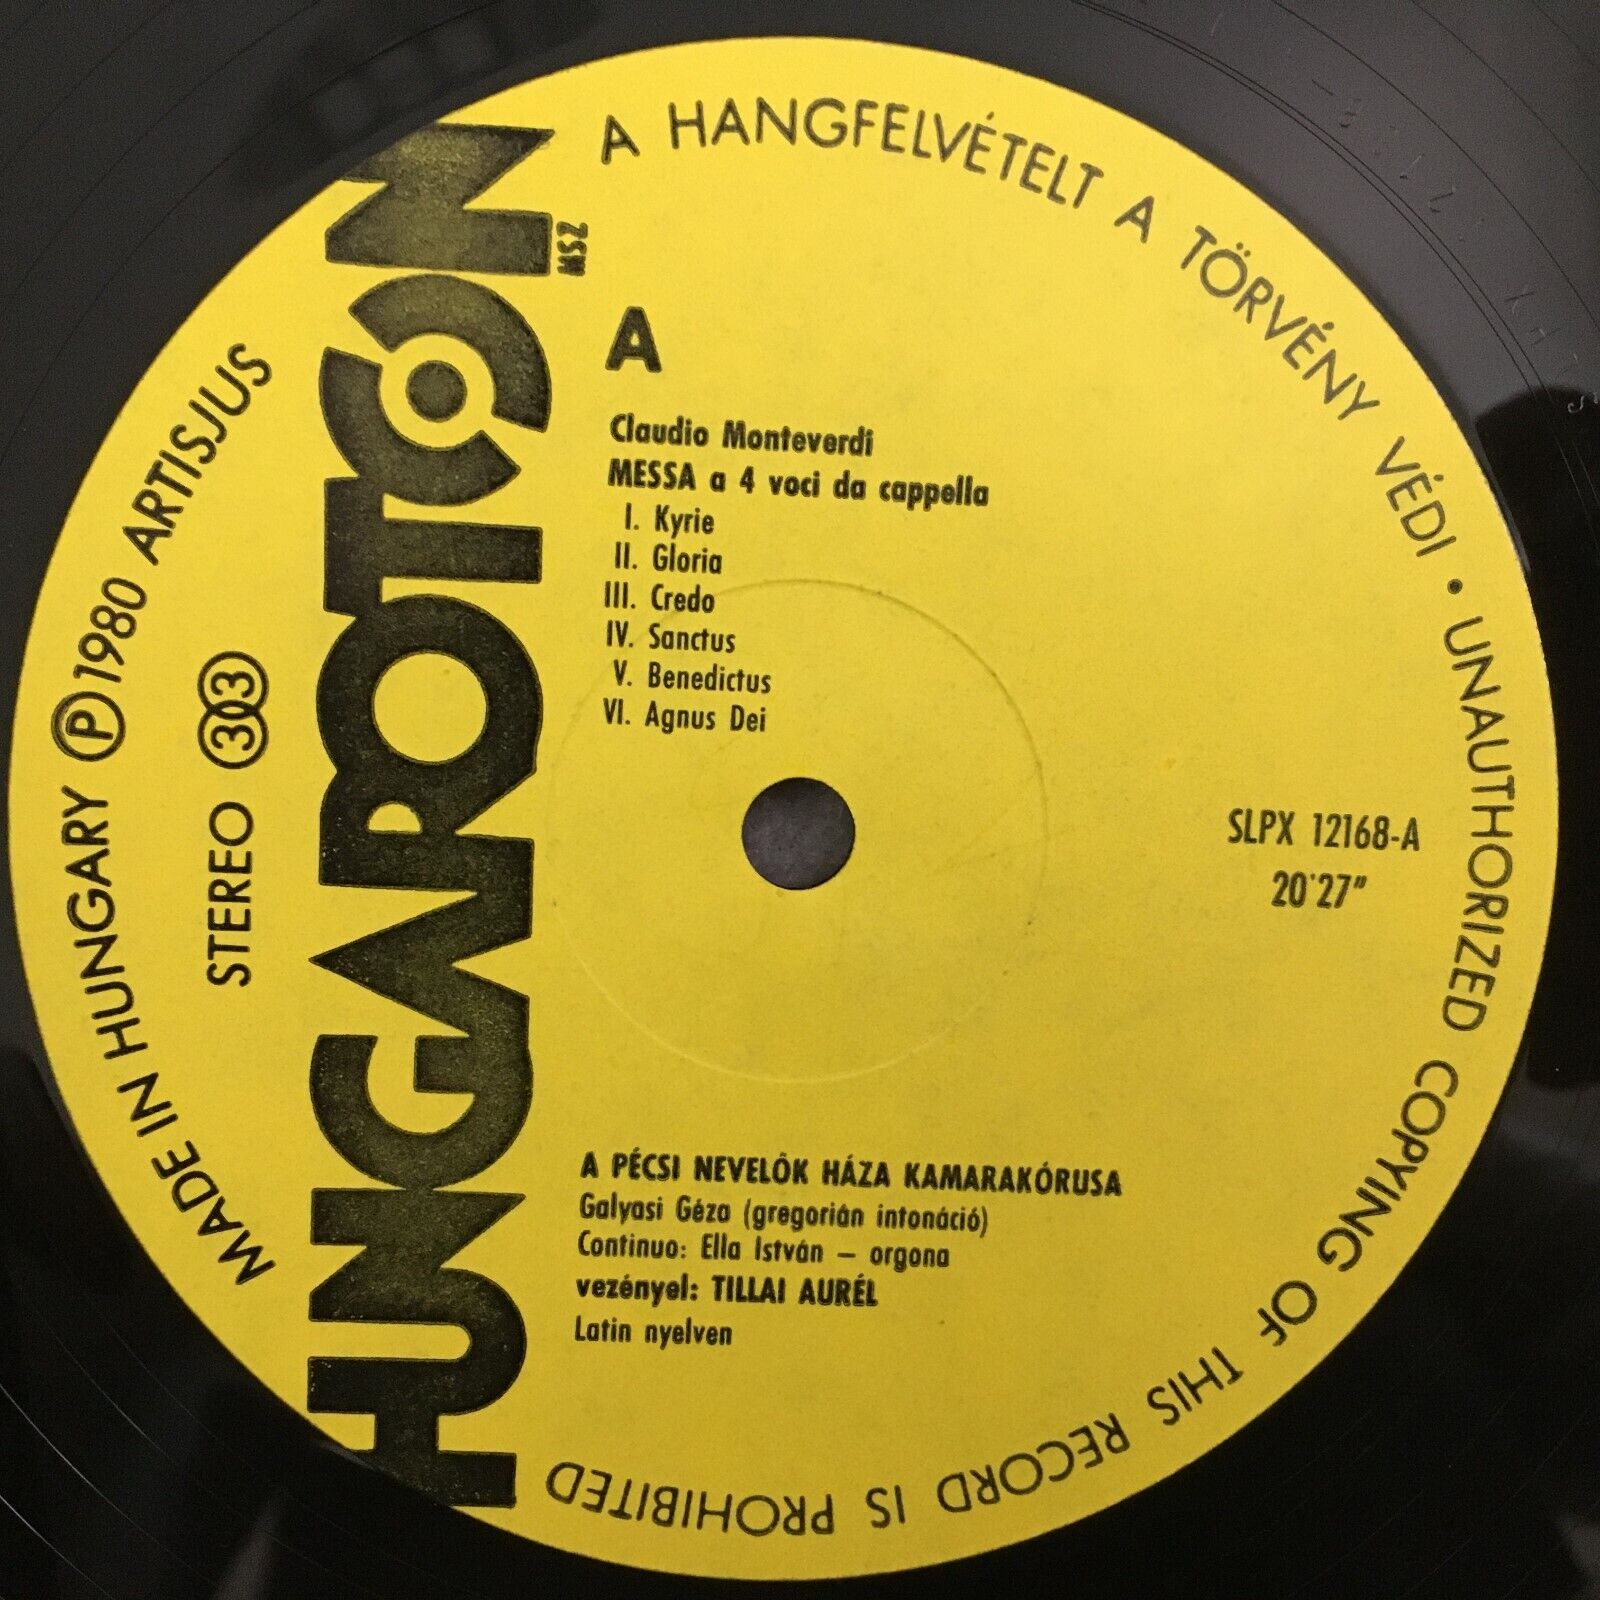 A HANGFELVÉTELT A TÖRVÉNY VÉDI • UNAUTHORIZED COPYING OF THIS RECORD IS PROHIBITED
MADE IN HUNGARY Ⓟ 1980 ARTISJUS
STEREO 33
HUNGAROTON
MSZ
A
Claudio Monteverdi
MESSA a 4 voci da cappella
I. Kyrie
II. Gloria
III. Credo
IV. Sanctus
V. Benedictus
VI. Agnus Dei
SLPX 12168-A
20'27"
A PÉCSI NEVELŐK HÁZA KAMARAKÓRUSA
Galyasi Géza (gregorián intonáció)
Continuo: Ella István – orgona
vezényel: TILLAI AURÉL
Latin nyelven